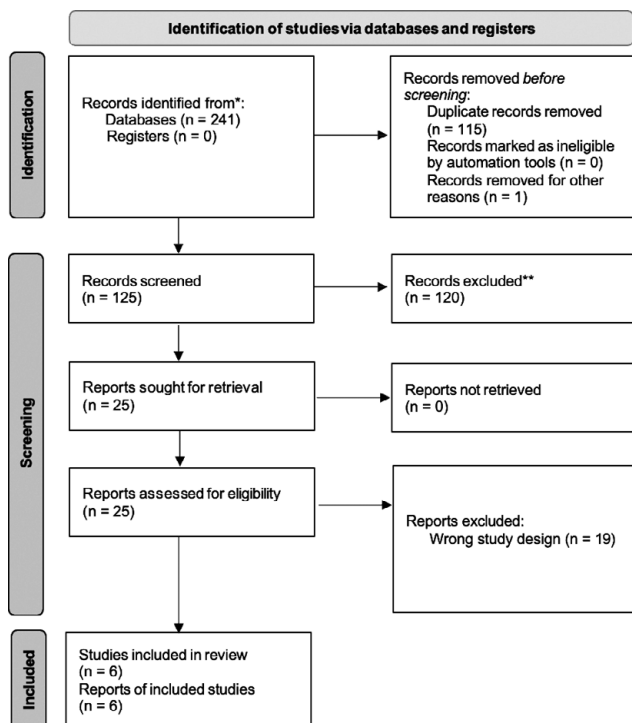 Identification of studies via databases and registers
Identification
Records identified from*:
Databases (n = 241)
Registers (n = 0)
Records removed before
screening:
Duplicate records removed
(n = 115)
Records marked as ineligible
by automation tools (n = 0)
Records removed for other
reasons (n = 1)
Screening
Records screened
(n = 125)
Records excluded**
(n = 120)
Reports sought for retrieval
(n = 25)
Reports not retrieved
(n = 0)
Reports assessed for eligibility
(n = 25)
Reports excluded:
Wrong study design (n = 19)
Included
Studies included in review
(n = 6)
Reports of included studies
(n = 6)